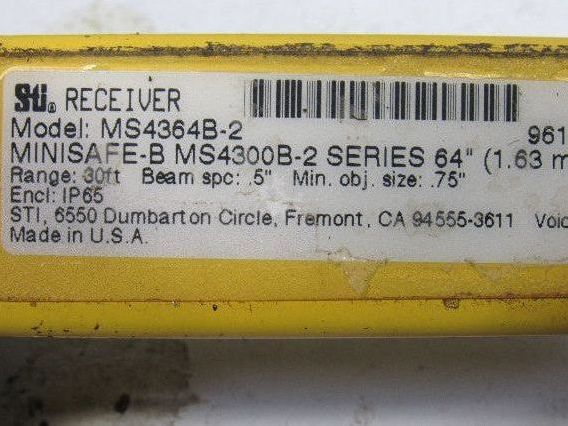 STI® RECEIVER
Model: MS4364B-2 961
MINISAFE-B MS4300B-2 SERIES 64" (1.63 m
Range: 30ft Beam spc: .5" Min. obj. size: .75"
Encl: IP65
STI, 6550 Dumbarton Circle, Fremont, CA 94555-3611 Void
Made in U.S.A.